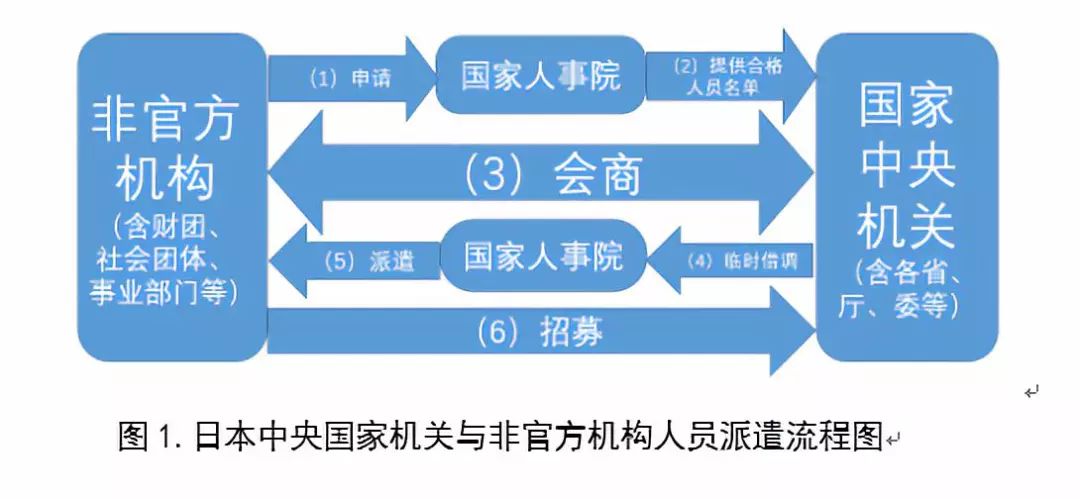 非官方
机构
(含财团、
社会团体、
事业部门等)
(1) 申请
国家人事院
(2) 提供合格
人员名单
(3) 会商
(5) 派遣
国家人事院
(4) 临时借调
(6) 招募
国家
中央
机关
(含各省、
厅、委等)
图 1. 日本中央国家机关与非官方机构人员派遣流程图